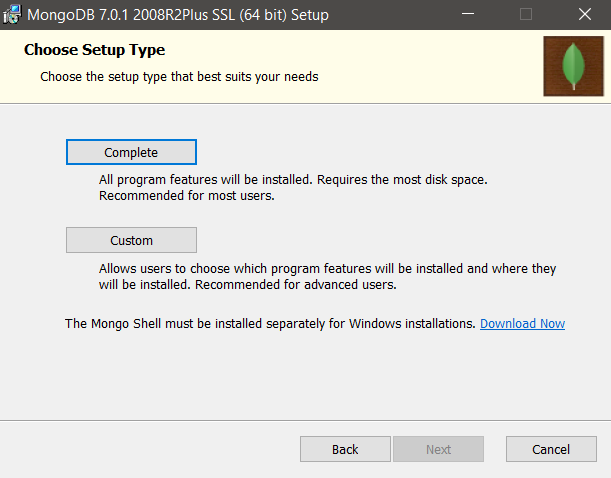 MongoDB 7.0.1 2008R2Plus SSL (64 bit) Setup
Choose Setup Type
Choose the setup type that best suits your needs
Complete
All program features will be installed. Requires the most disk space.
Recommended for most users.
Custom
Allows users to choose which program features will be installed and where they
will be installed. Recommended for advanced users.
The Mongo Shell must be installed separately for Windows installations. Download Now
Back Next Cancel